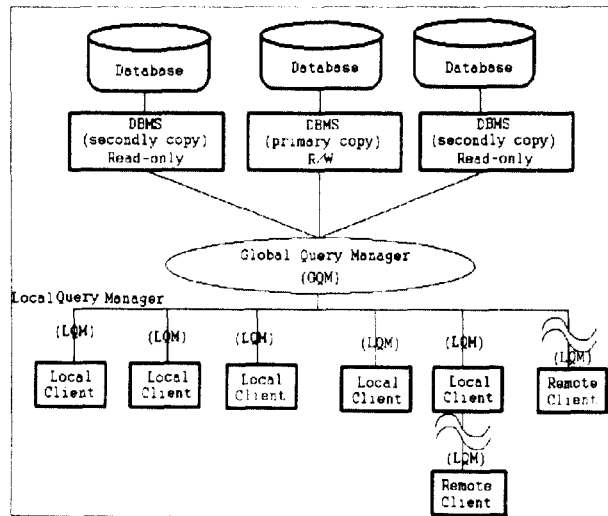 Database
Database
Database
DBMS
(secondly copy)
Read-only
DBMS
(primary copy)
R/W
DBMS
(secondly copy)
Read-only
Global Query Manager
(GQM)
Local Query Manager
(LQM)
(LQM)
(LQM)
(LQM)
(LQM)
(LQM)
Local
Client
Local
Client
Local
Client
Local
Client
Local
Client
Remote
Client
(LQM)
Remote
Client